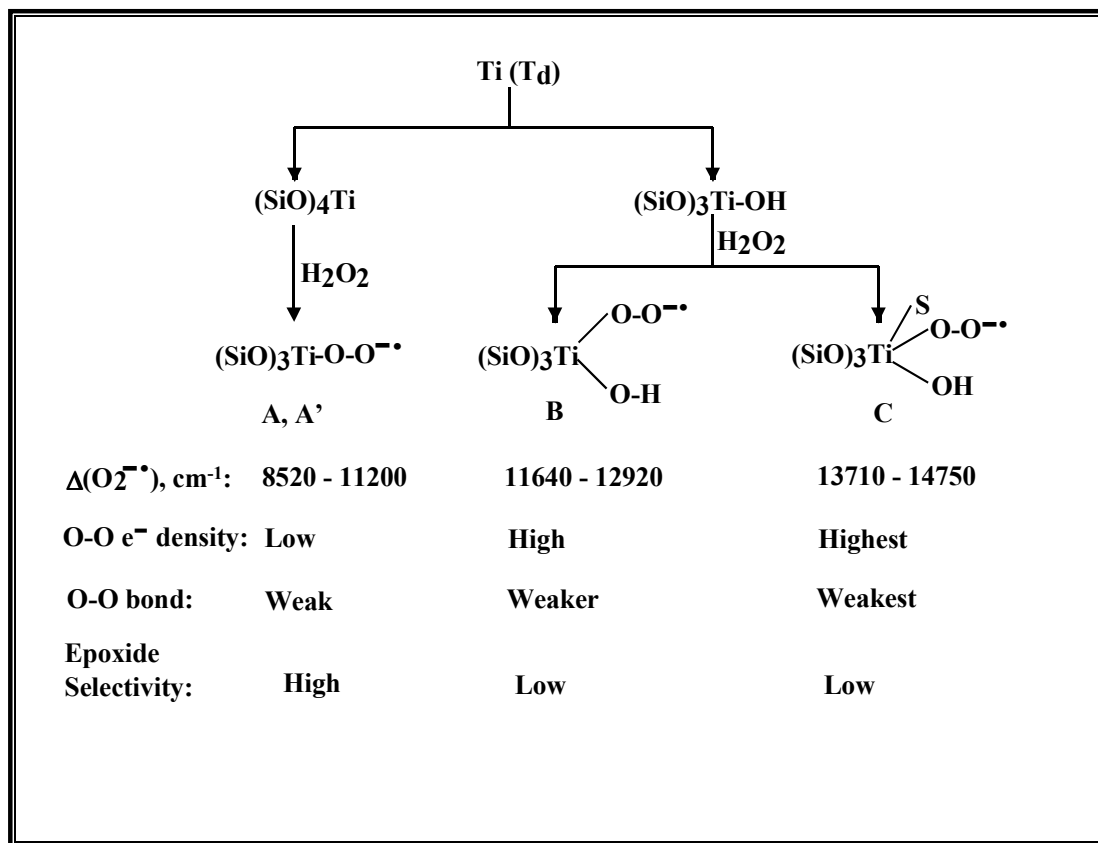 Ti (Td)
(SiO)4Ti
(SiO)3Ti-OH
H2O2
H2O2
(SiO)3Ti-O-O−•
A, A’
(SiO)3Ti
O-O−•
O-H
B
(SiO)3Ti
S
O-O−•
OH
C
Δ(O2−•), cm-1: 8520 - 11200 11640 - 12920 13710 - 14750
O-O e− density: Low High Highest
O-O bond: Weak Weaker Weakest
Epoxide
Selectivity: High Low Low